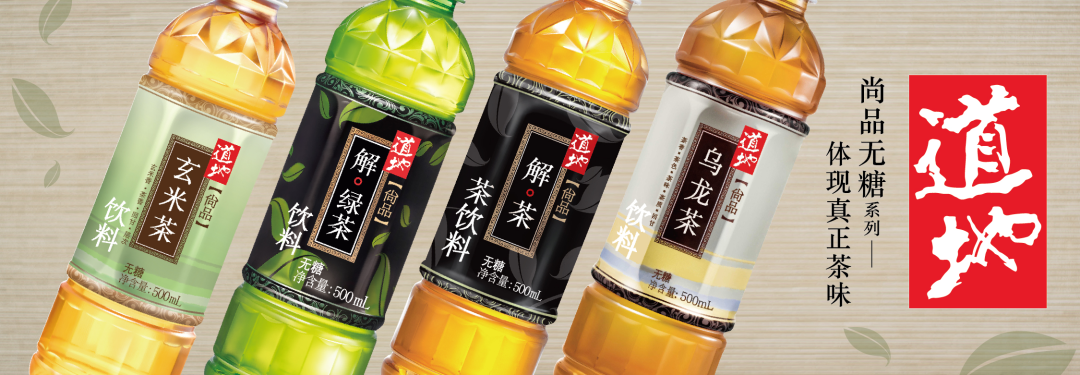 道地
【尚品】
玄米茶
饮料
无糖
净含量:500mL
道地
【尚品】
解·绿茶
饮料
无糖
净含量:500mL
道地
【尚品】
解·茶
茶饮料
无糖
净含量:500mL
道地
【尚品】
乌龙茶
饮料
无糖
净含量:500mL
尚品无糖系列——
体现真正茶味
道地